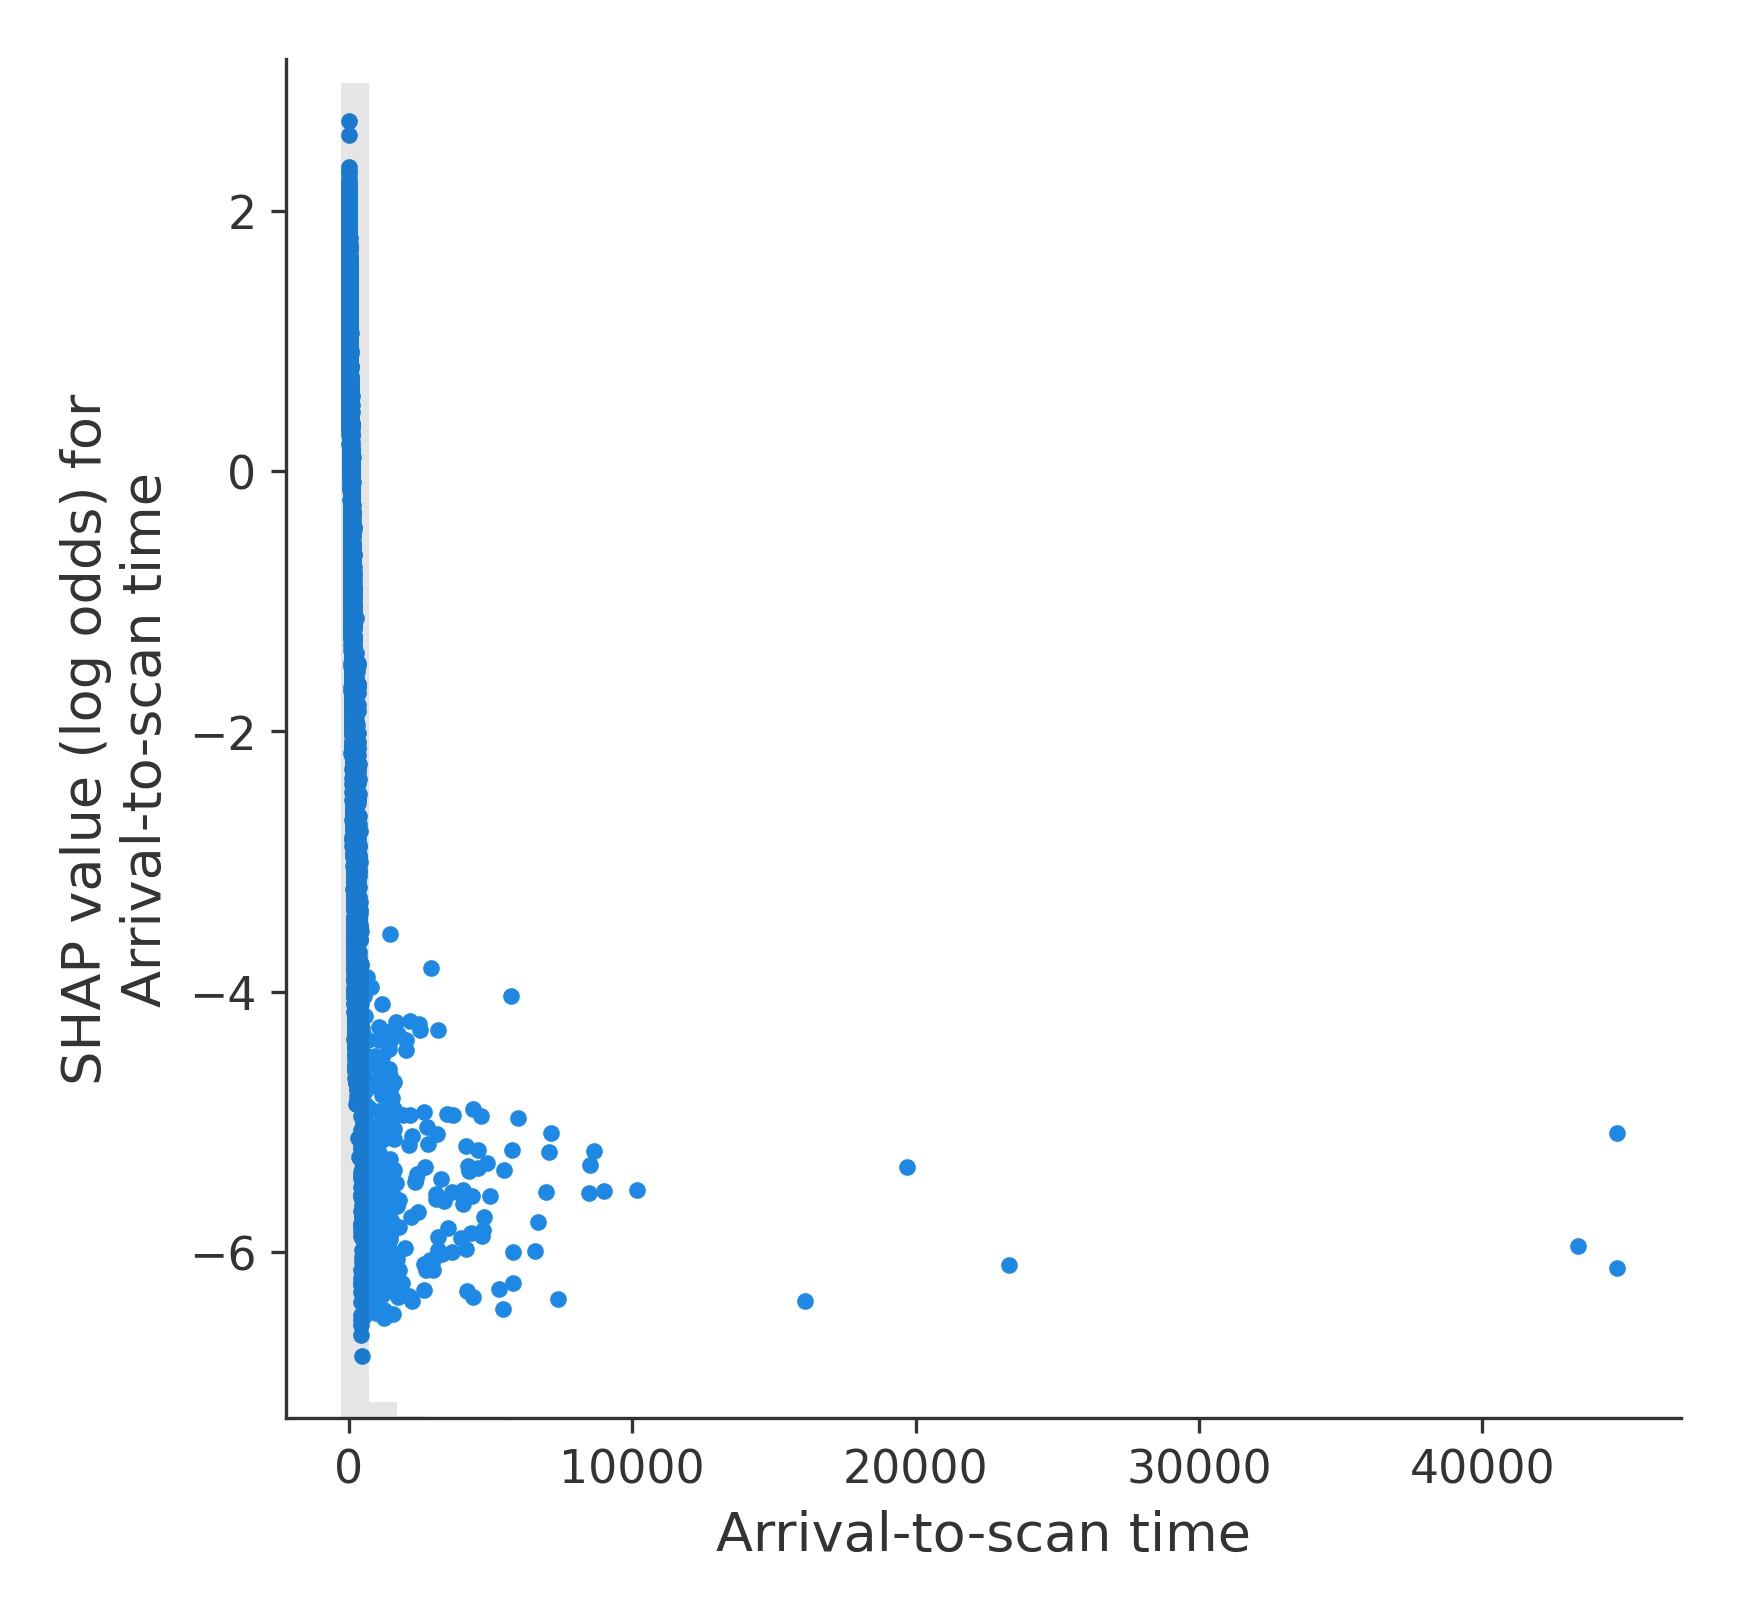 SHAP value (log odds) for
Arrival-to-scan time
2
0
−2
−4
−6
0 10000 20000 30000 40000
Arrival-to-scan time